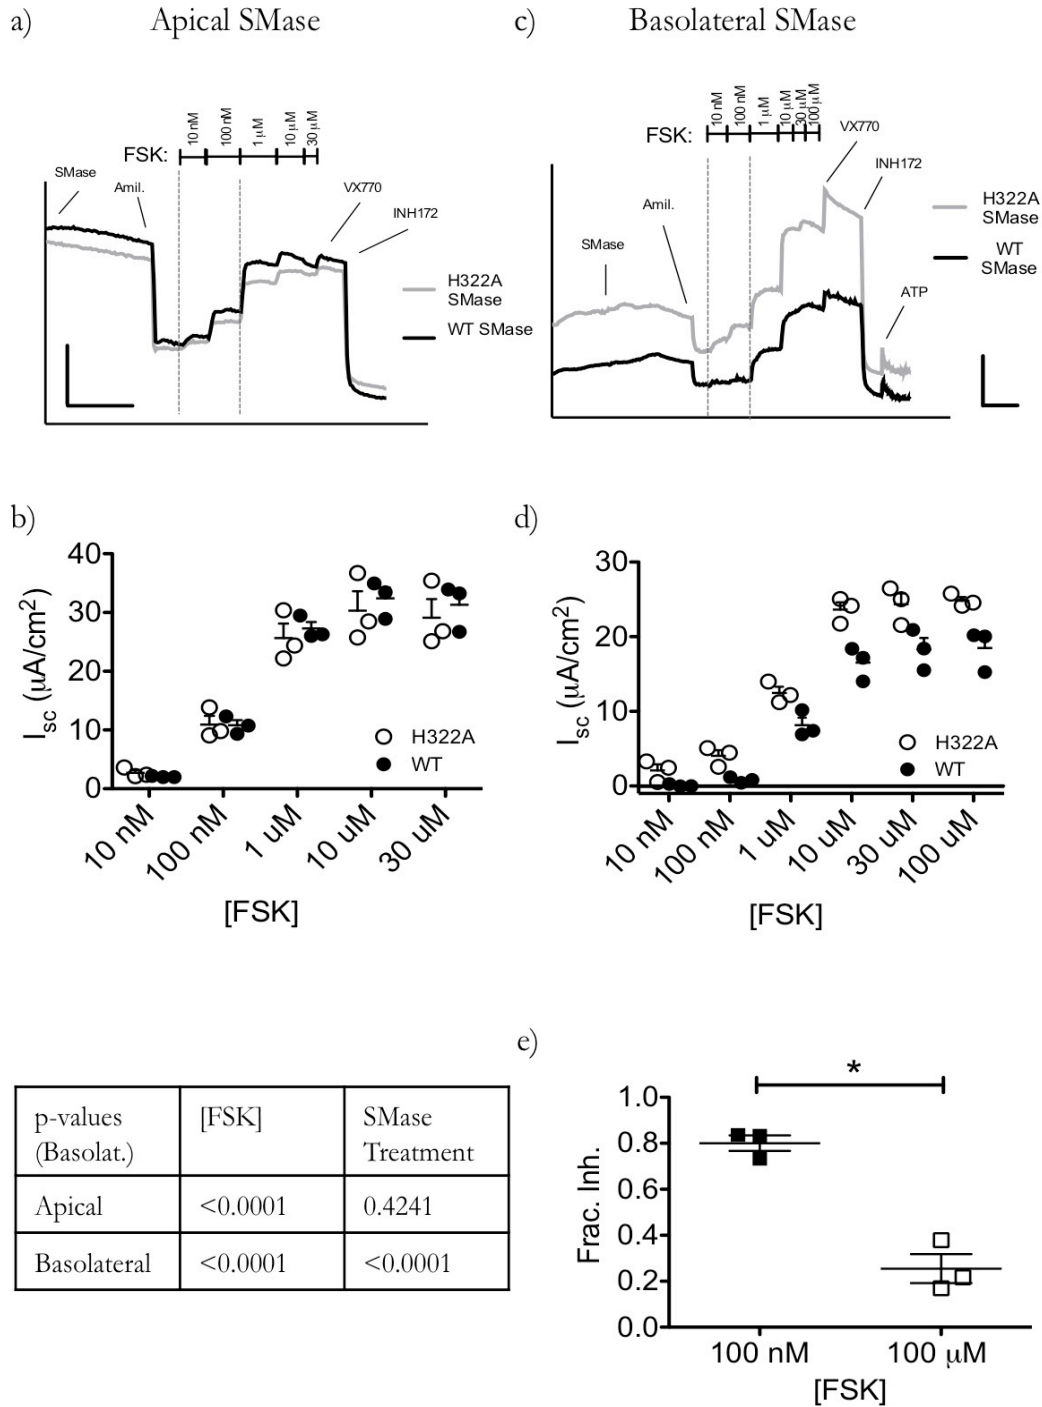 a)
Apical SMase
FSK:
10 nM
100 nM
1 μM
10 μM
30 μM
SMase
Amil.
VX770
INH172
H322A
SMase
WT SMase
c)
Basolateral SMase
FSK:
10 nM
100 nM
1 μM
10 μM
30 μM
100 μM
VX770
INH172
Amil.
SMase
ATP
H322A
SMase
WT
SMase
b)
Isc (μA/cm2)
40
30
20
10
0
H322A
WT
10 nM
100 nM
1 uM
10 uM
30 uM
[FSK]
d)
Isc (μA/cm2)
30
20
10
0
H322A
WT
10 nM
100 nM
1 uM
10 uM
30 uM
100 uM
[FSK]
p-values
(Basolat.)
[FSK]
SMase
Treatment
Apical
<0.0001
0.4241
Basolateral
<0.0001
<0.0001
e)
*
Frac. Inh.
1.0
0.8
0.6
0.4
0.2
0.0
100 nM
100 μM
[FSK]